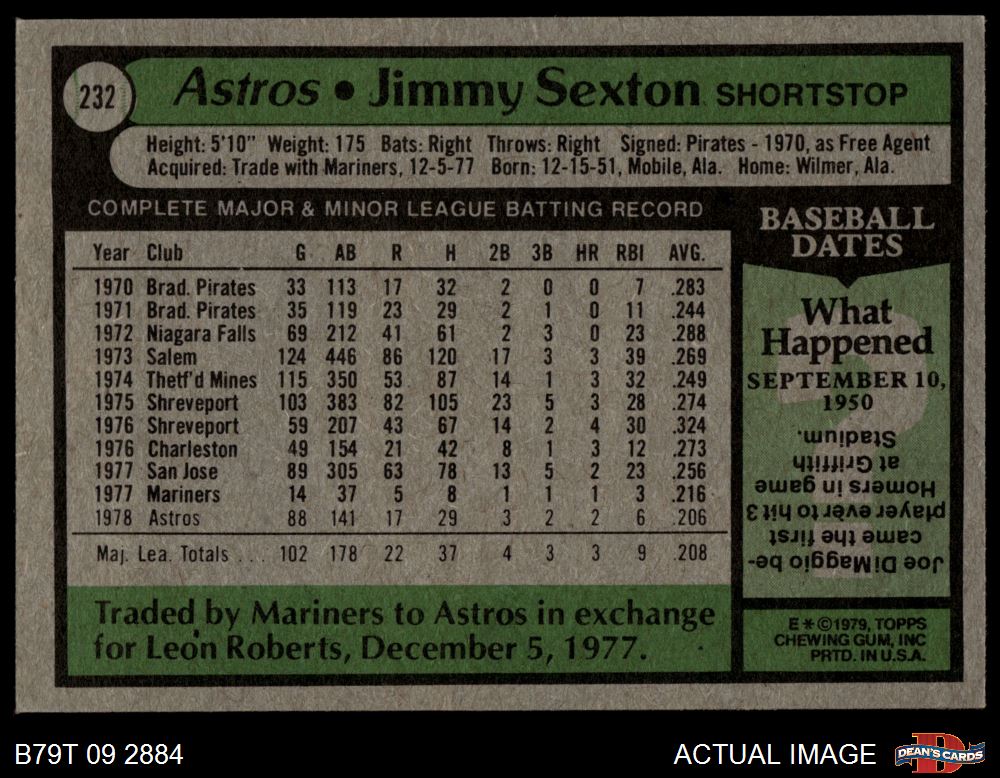 232
Astros • Jimmy Sexton SHORTSTOP
Height: 5'10" Weight: 175 Bats: Right Throws: Right Signed: Pirates - 1970, as Free Agent
Acquired: Trade with Mariners, 12-5-77 Born: 12-15-51, Mobile, Ala. Home: Wilmer, Ala.
COMPLETE MAJOR & MINOR LEAGUE BATTING RECORD
Year Club G AB R H 2B 3B HR RBI AVG.
1970 Brad. Pirates 33 113 17 32 2 0 0 7 .283
1971 Brad. Pirates 35 119 23 29 2 1 0 11 .244
1972 Niagara Falls 69 212 41 61 2 3 0 23 .288
1973 Salem 124 446 86 120 17 3 3 39 .269
1974 Thetf'd Mines 115 350 53 87 14 1 3 32 .249
1975 Shreveport 103 383 82 105 23 5 3 28 .274
1976 Shreveport 59 207 43 67 14 2 4 30 .324
1976 Charleston 49 154 21 42 8 1 3 12 .273
1977 San Jose 89 305 63 78 13 5 2 23 .256
1977 Mariners 14 37 5 8 1 1 1 3 .216
1978 Astros 88 141 17 29 3 2 2 6 .206
Maj. Lea. Totals . . . 102 178 22 37 4 3 3 9 .208
Traded by Mariners to Astros in exchange
for Leon Roberts, December 5, 1977.
BASEBALL
DATES
What
Happened
SEPTEMBER 10,
1950
Joe DiMaggio be-
came the first
player ever to hit 3
Homers in game
at Griffith
Stadium.
E*©1979, TOPPS
CHEWING GUM, INC
PRTD. IN U.S.A.
B79T 09 2884
ACTUAL IMAGE
DEAN'S CARDS